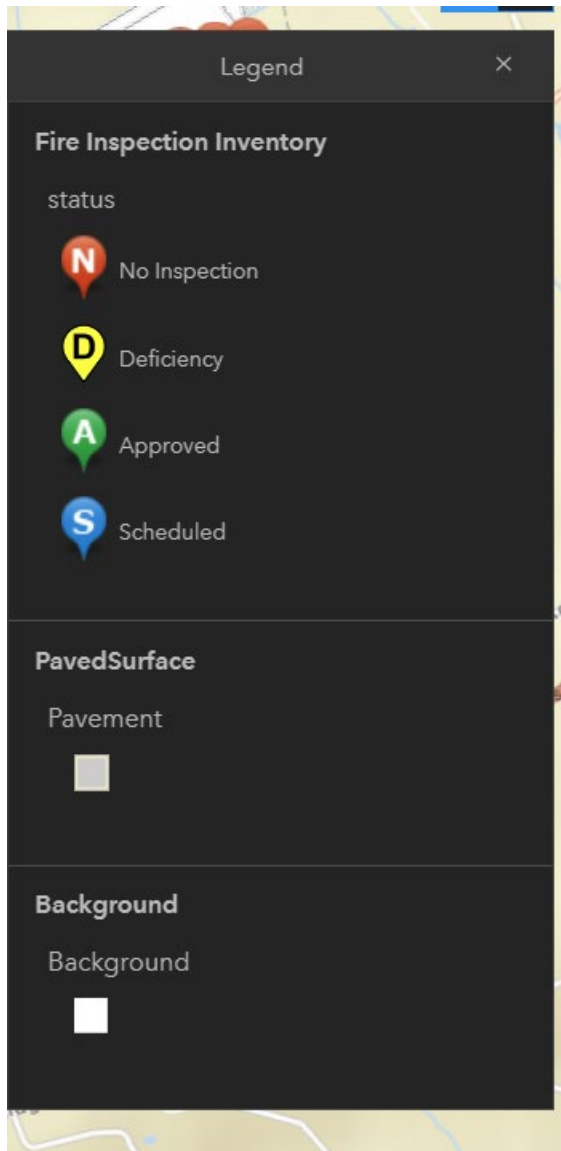 Legend ×
Fire Inspection Inventory
status
N No Inspection
D Deficiency
A Approved
S Scheduled
PavedSurface
Pavement
Background
Background